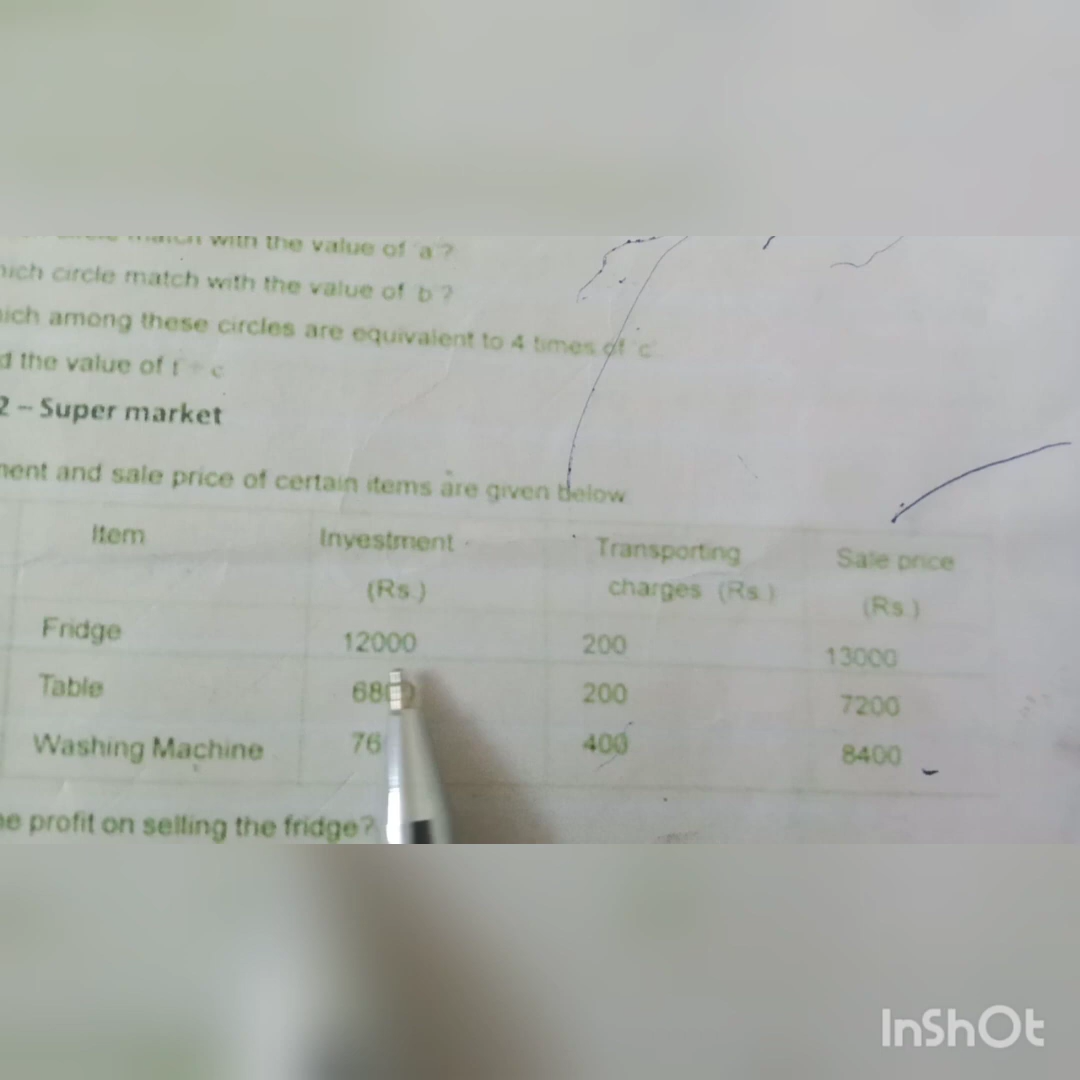 with the value of 'a'?
circle match with the value of 'b'?
among these circles are equivalent to 4 times of 'c'
the value of f + c
2 – Super market
and sale price of certain items are given below
Item Investment (Rs.) Transporting charges (Rs.) Sale price (Rs.)
Fridge 12000 200 13000
Table 200 7200
Washing Machine 400 8400
profit on selling the fridge?
InShOt